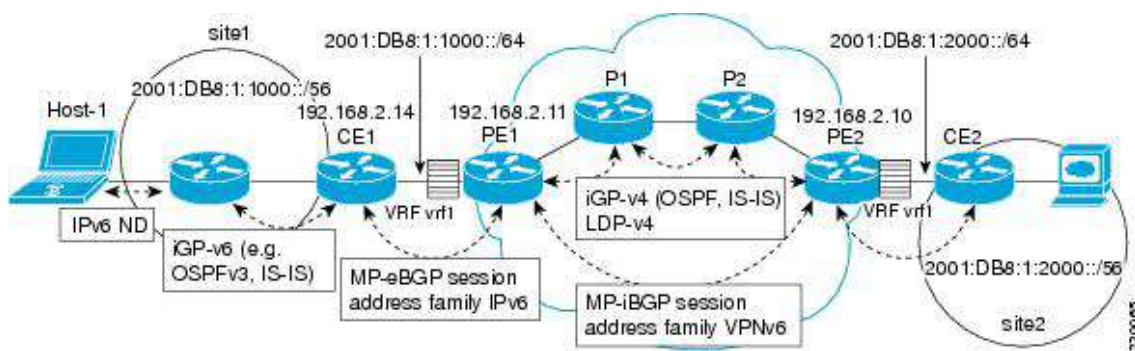 site1
2001:DB8:1:1000::/64
2001:DB8:1:2000::/64
P1
P2
Host-1
2001:DB8:1:1000::/56
192.168.2.14
192.168.2.11
192.168.2.10
CE1
PE1
PE2
CE2
IPv6 ND
VRF vrf1
iGP-v4 (OSPF, IS-IS)
LDP-v4
VRF vrf1
iGP-v6 (e.g.
OSPFv3, IS-IS)
MP-eBGP session
address family IPv6
MP-iBGP session
address family VPNv6
2001:DB8:1:2000::/56
site2